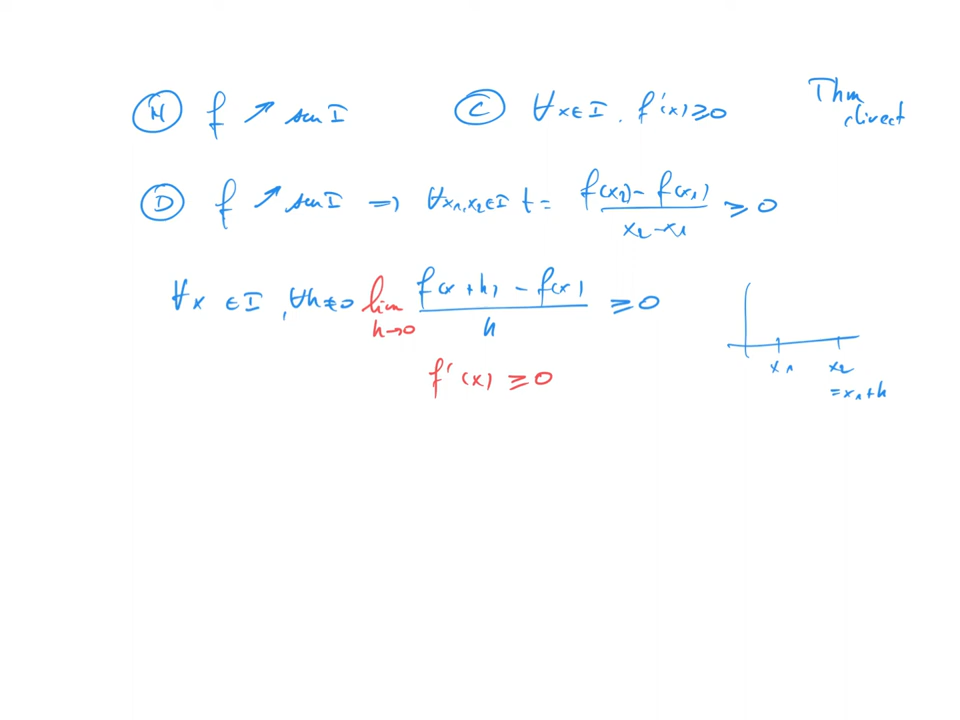 Ⓗ f ↗ sur I Ⓒ ∀x∈I, f'(x) ≥ 0 Thm direct
Ⓓ f ↗ sur I ⇒ ∀x₁,x₂∈I t = (f(x₂) − f(x₁))/(x₂ − x₁) ≥ 0
∀x ∈ I, ∀h≠0 lim h→0 (f(x+h) − f(x))/h ≥ 0
f'(x) ≥ 0
x₁ x₂
= x₁+h